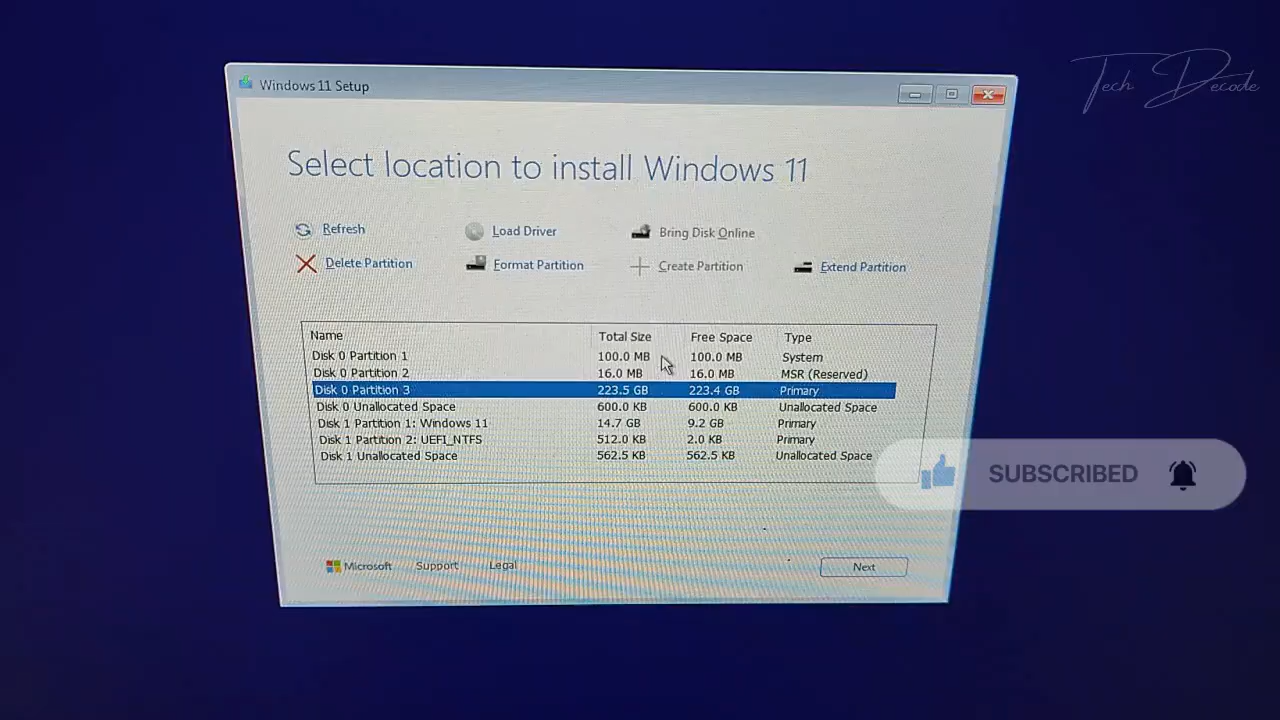 Tech Decode
Windows 11 Setup
Select location to install Windows 11
Refresh Load Driver Bring Disk Online
Delete Partition Format Partition Create Partition Extend Partition
Name Total Size Free Space Type
Disk 0 Partition 1 100.0 MB 100.0 MB System
Disk 0 Partition 2 16.0 MB 16.0 MB MSR (Reserved)
Disk 0 Partition 3 223.5 GB 223.4 GB Primary
Disk 0 Unallocated Space 600.0 KB 600.0 KB Unallocated Space
Disk 1 Partition 1: Windows 11 14.7 GB 9.2 GB Primary
Disk 1 Partition 2: UEFI_NTFS 512.0 KB 2.0 KB Primary
Disk 1 Unallocated Space 562.5 KB 562.5 KB Unallocated Space
SUBSCRIBED
Microsoft Support Legal Next